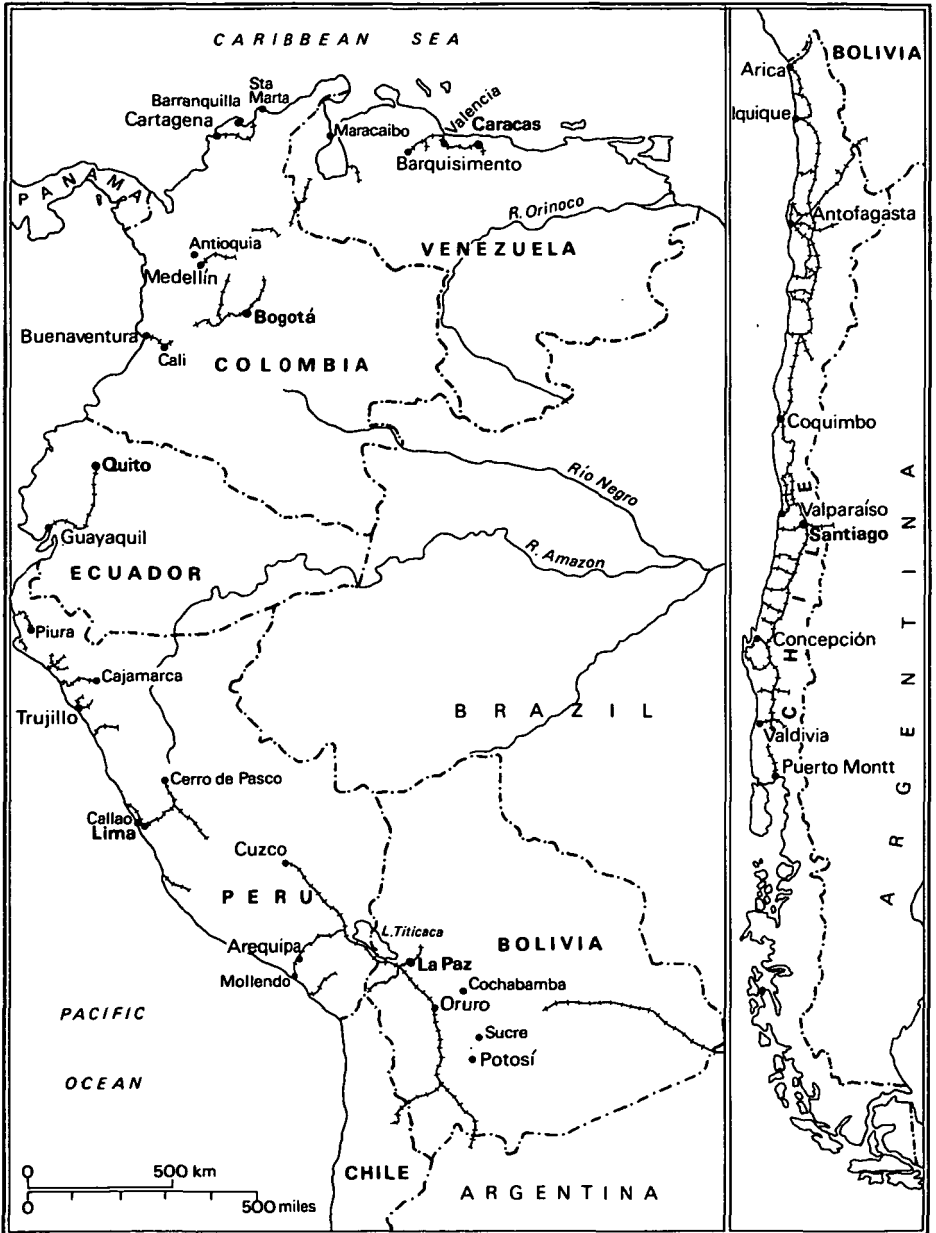 CARIBBEAN SEA
Sta
Marta
Barranquilla
Cartagena
Maracaibo
Valencia
Caracas
Barquisimento
PANAMA
R. Orinoco
Antioquia
VENEZUELA
Medellín
Bogotá
Buenaventura
Cali
COLOMBIA
Quito
Río Negro
Guayaquil
R. Amazon
ECUADOR
Piura
Cajamarca
Trujillo
BRAZIL
Cerro de Pasco
Callao
Lima
Cuzco
PERU
L. Titicaca
BOLIVIA
Arequipa
La Paz
Mollendo
Cochabamba
Oruro
PACIFIC
OCEAN
Sucre
Potosí
CHILE
ARGENTINA
0 500 km
0 500 miles
BOLIVIA
Arica
Iquique
Antofagasta
Coquimbo
Valparaíso
Santiago
Concepción
CHILE
Valdivia
Puerto Montt
ARGENTINA